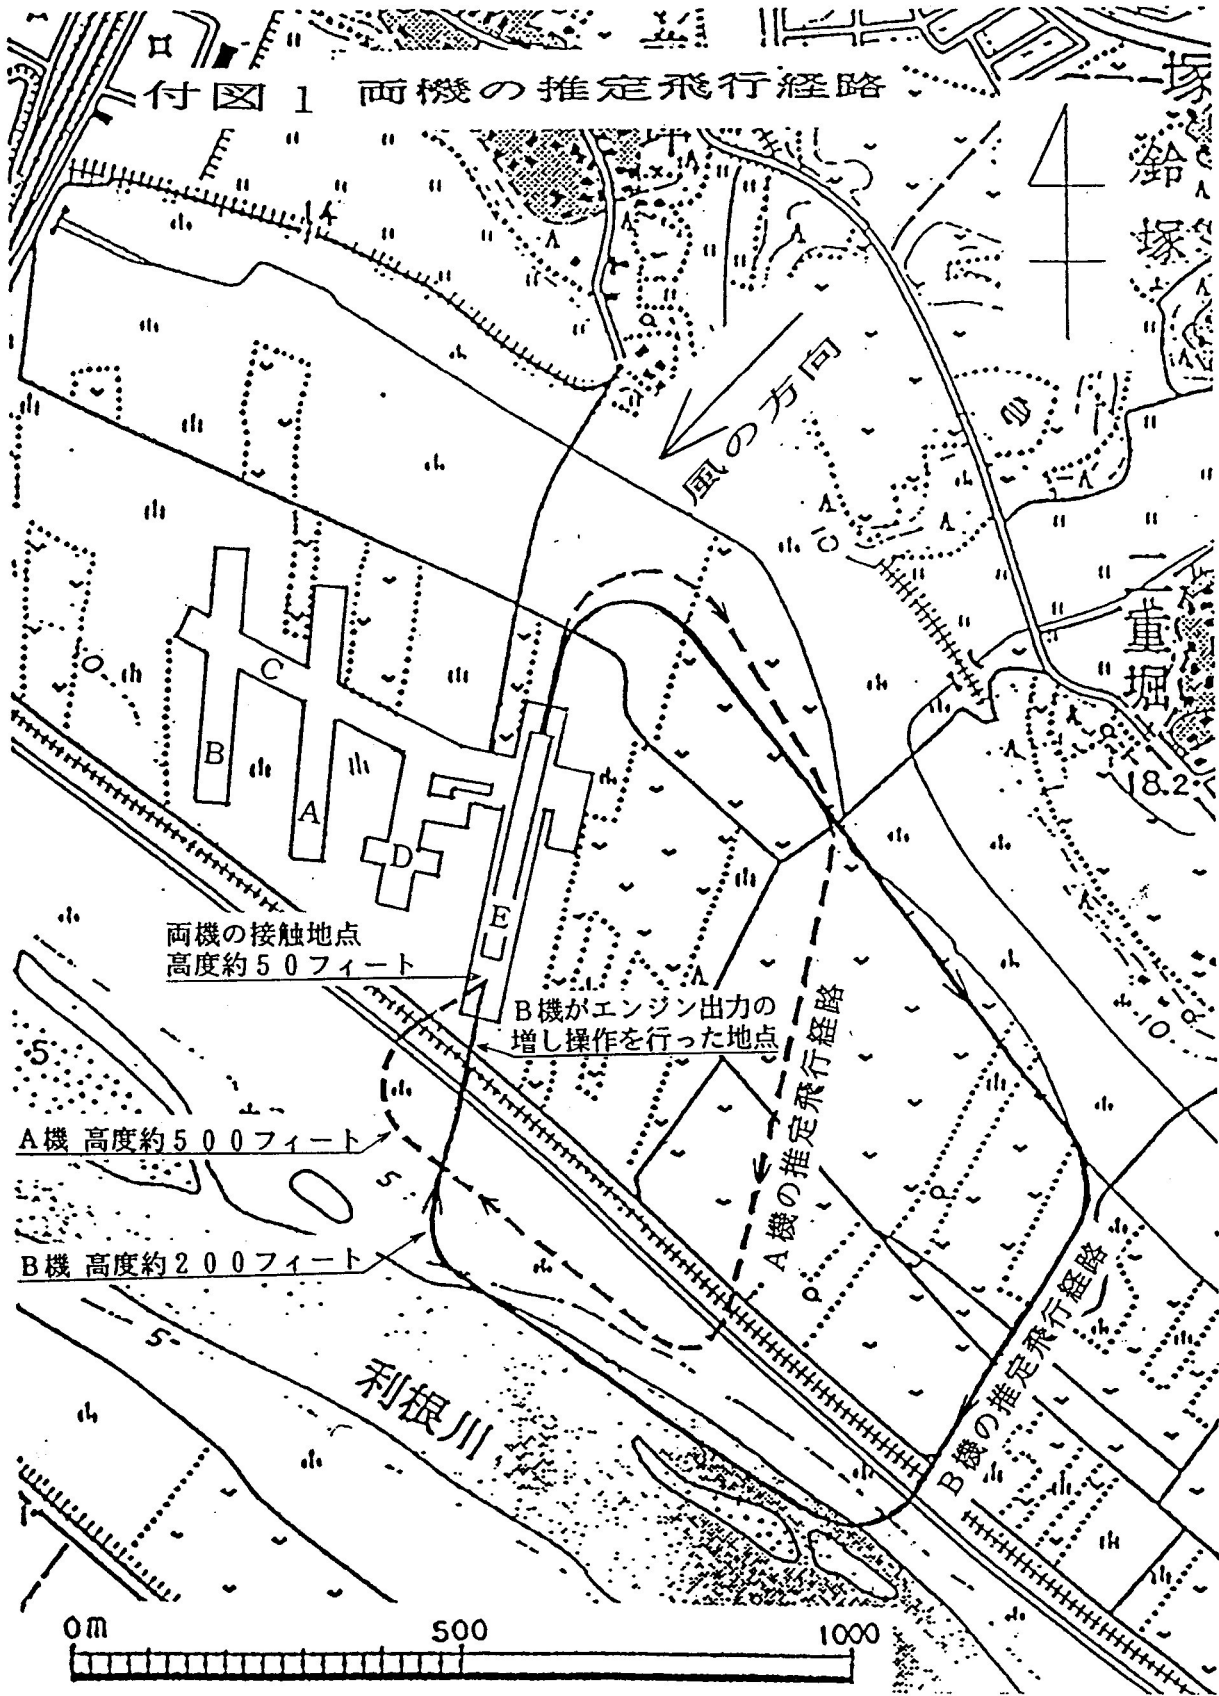 付図1 両機の推定飛行経路
塚
坪
鈴塚
14
風の方向
二重堀
18.2
C
B
A
D
E
両機の接触地点
高度約50フィート
B機がエンジン出力の
増し操作を行った地点
A機の推定飛行経路
10
5
A機 高度約500フィート
5
B機 高度約200フィート
B機の推定飛行経路
5
利根川
0m 500 1000